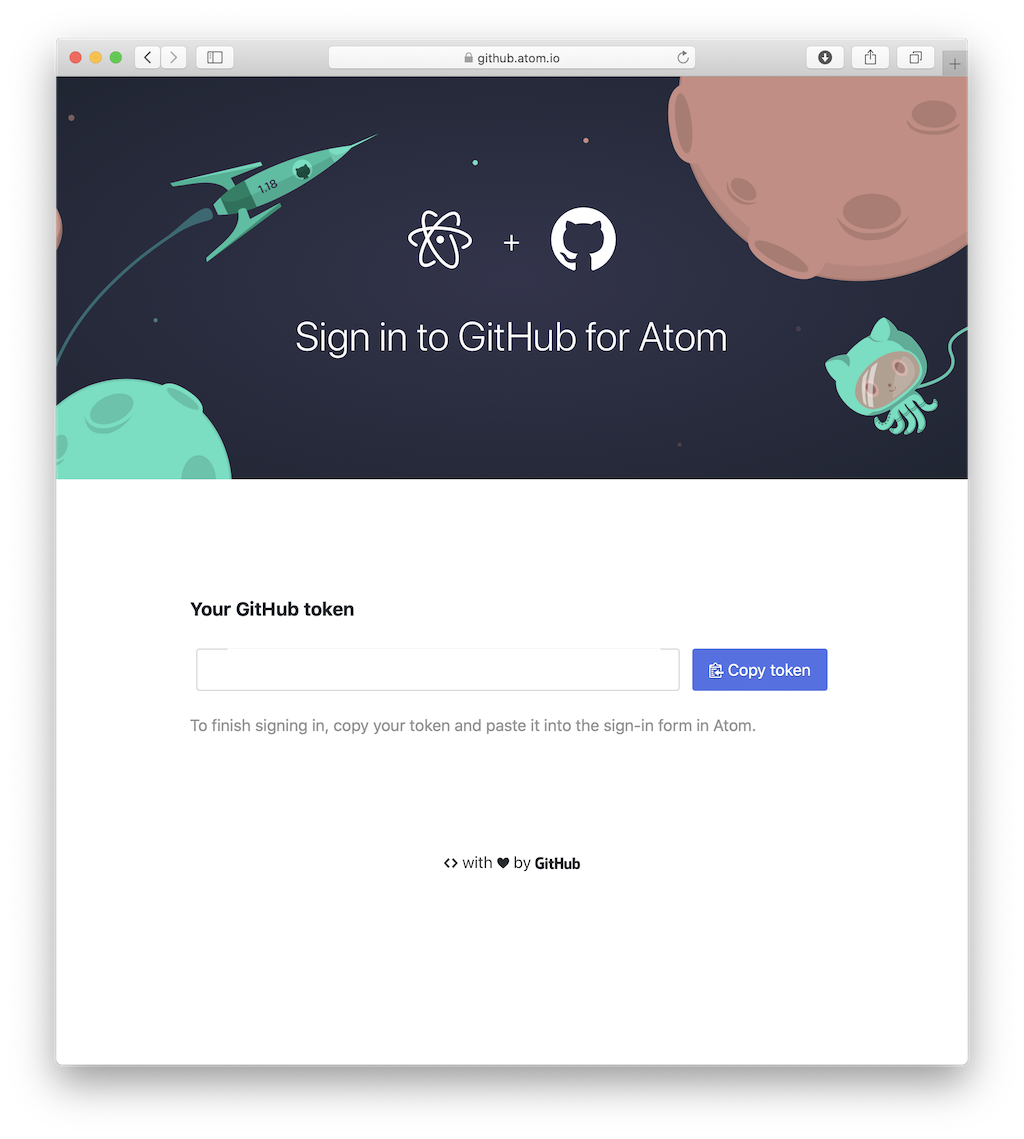 github.atom.io
1.18
+
Sign in to GitHub for Atom
Your GitHub token
Copy token
To finish signing in, copy your token and paste it into the sign-in form in Atom.
<> with ♥ by GitHub